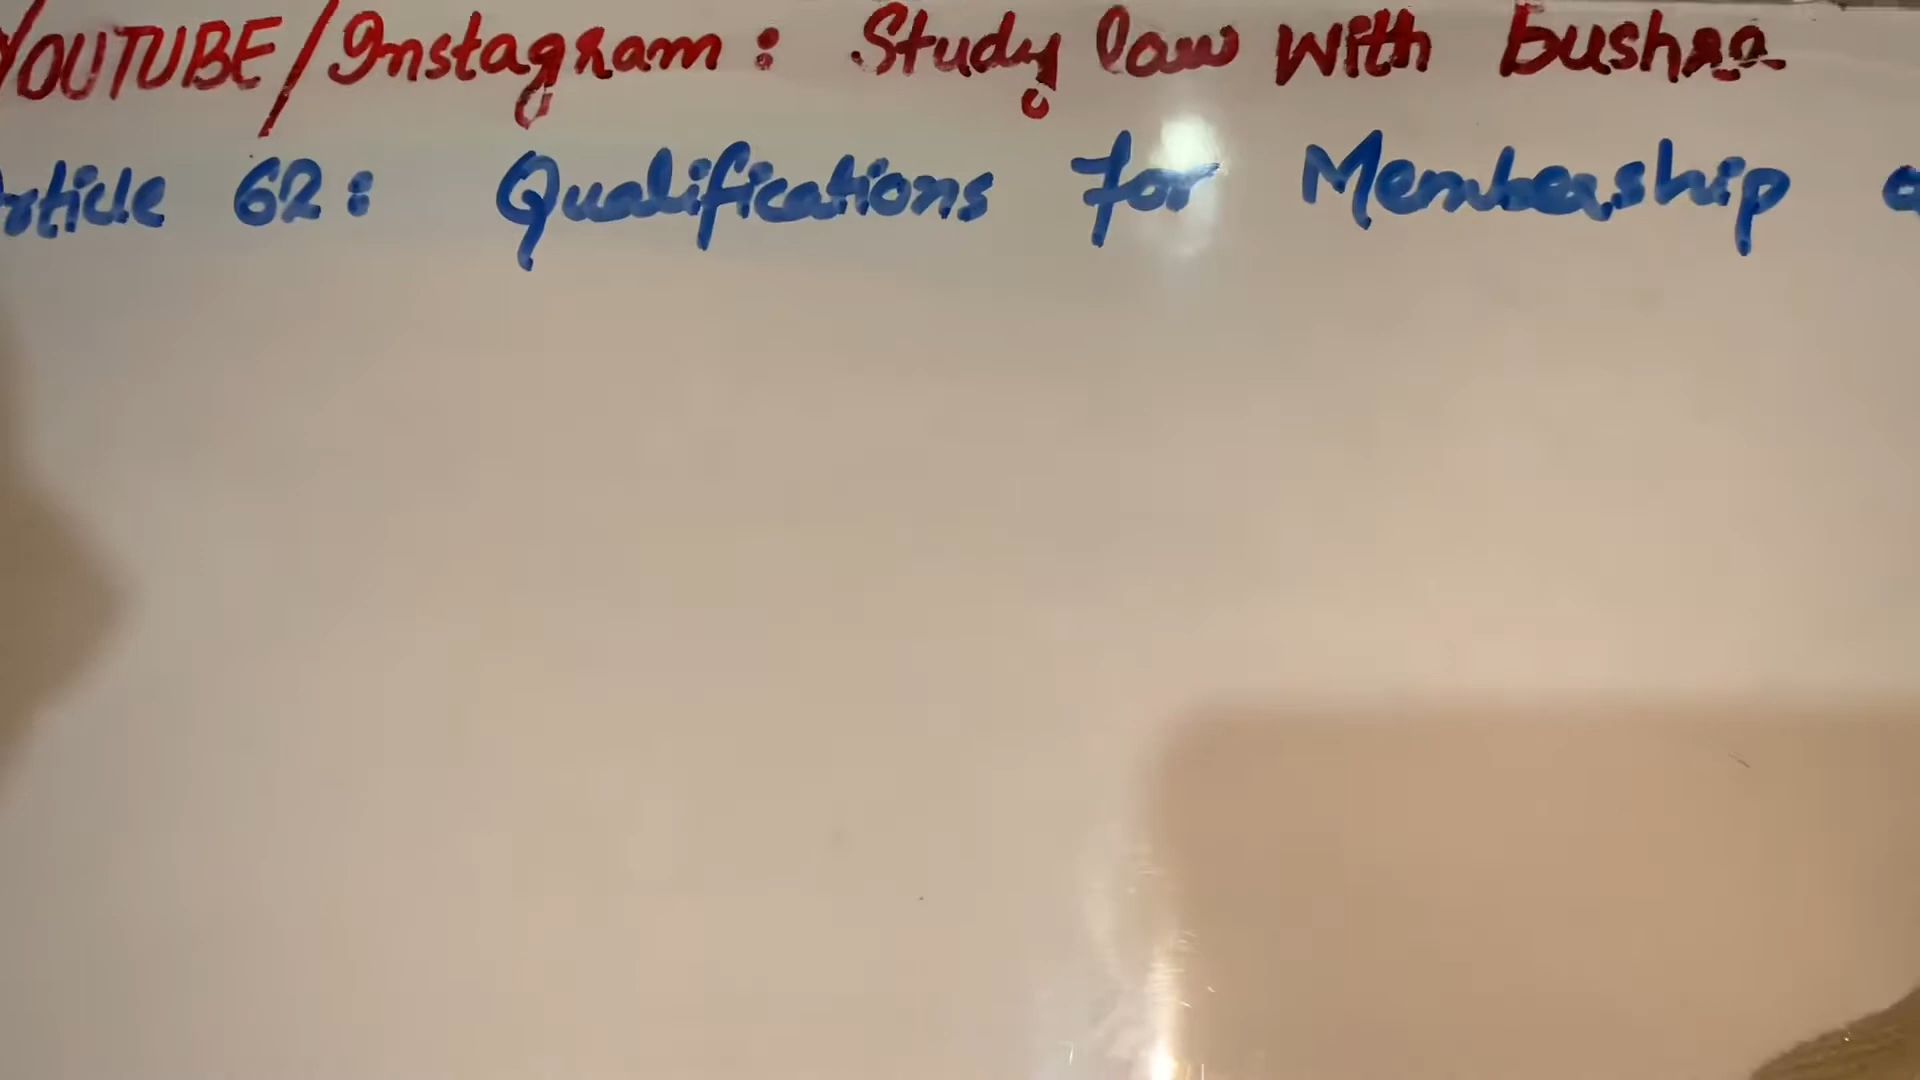 YOUTUBE/Instagram: Study law with bushra
Article 62: Qualifications for Membership